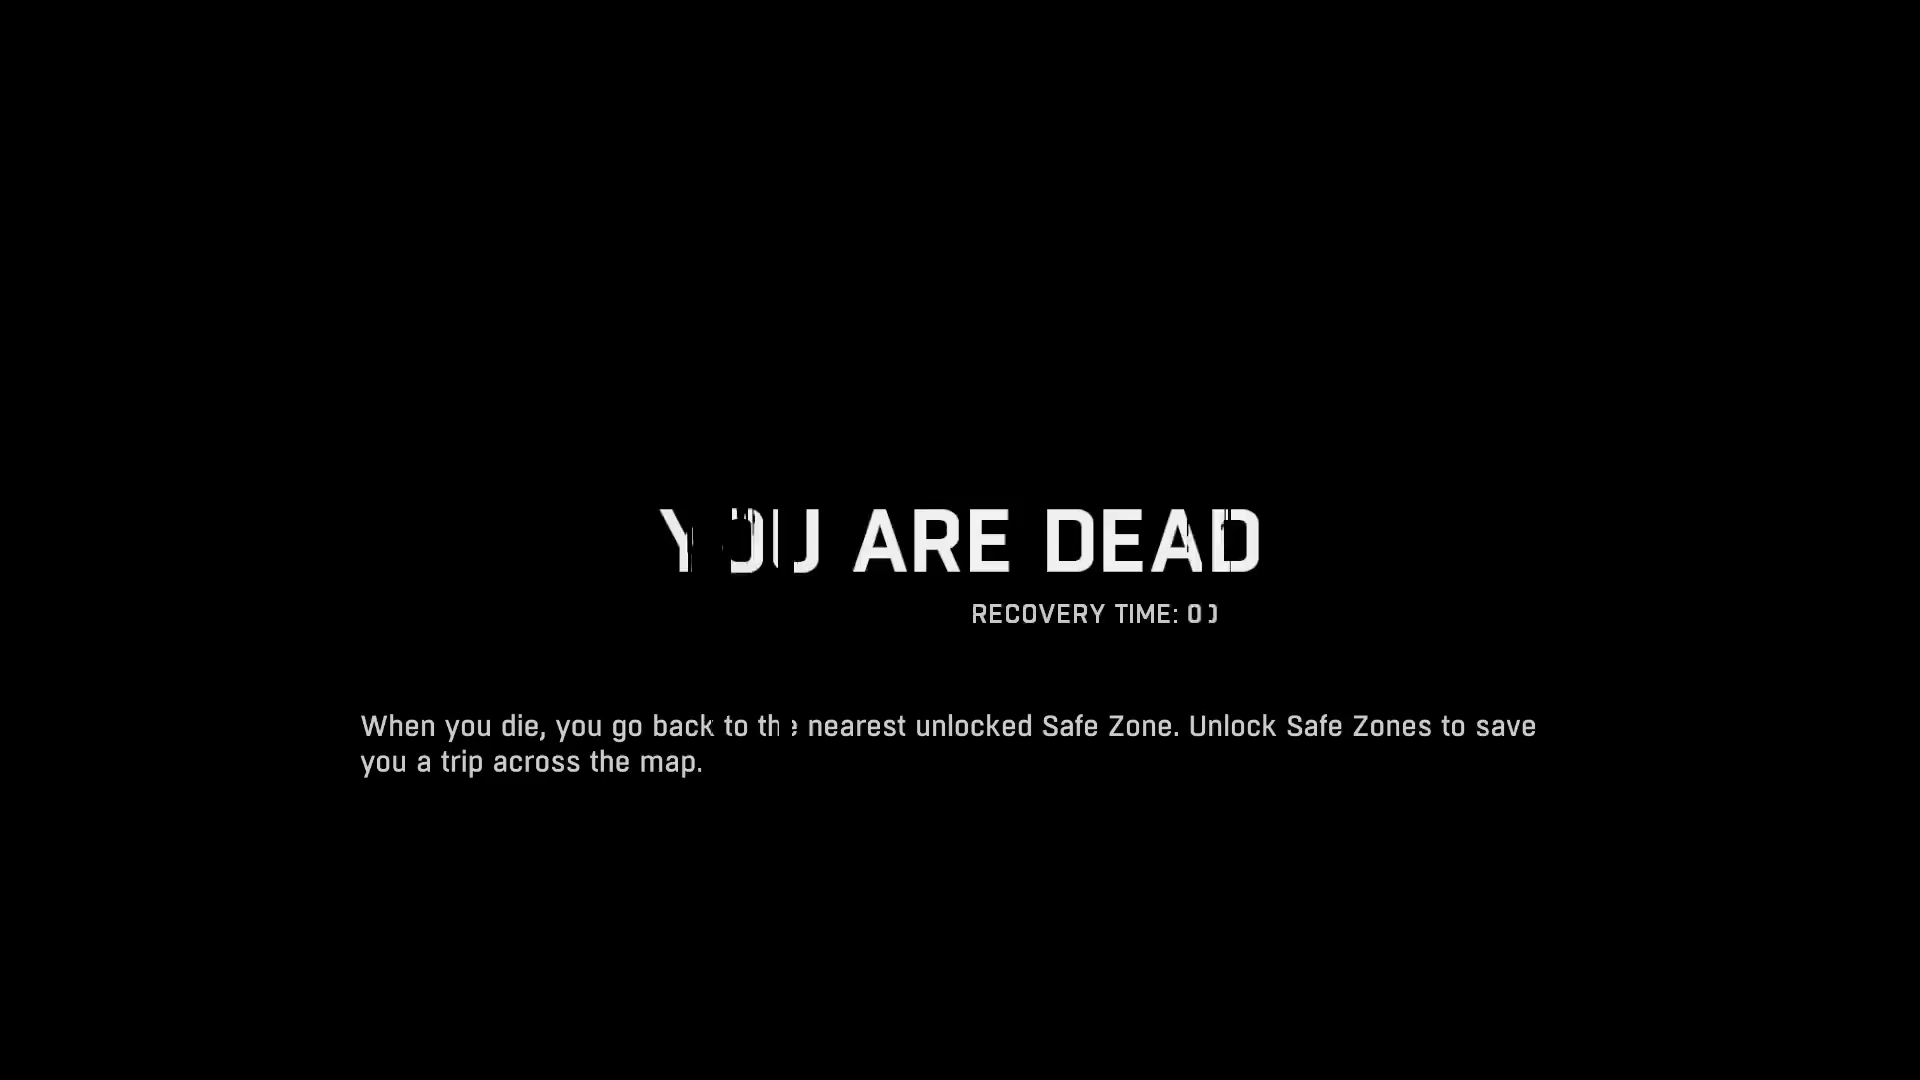 YOU ARE DEAD
RECOVERY TIME: 00
When you die, you go back to the nearest unlocked Safe Zone. Unlock Safe Zones to save
you a trip across the map.